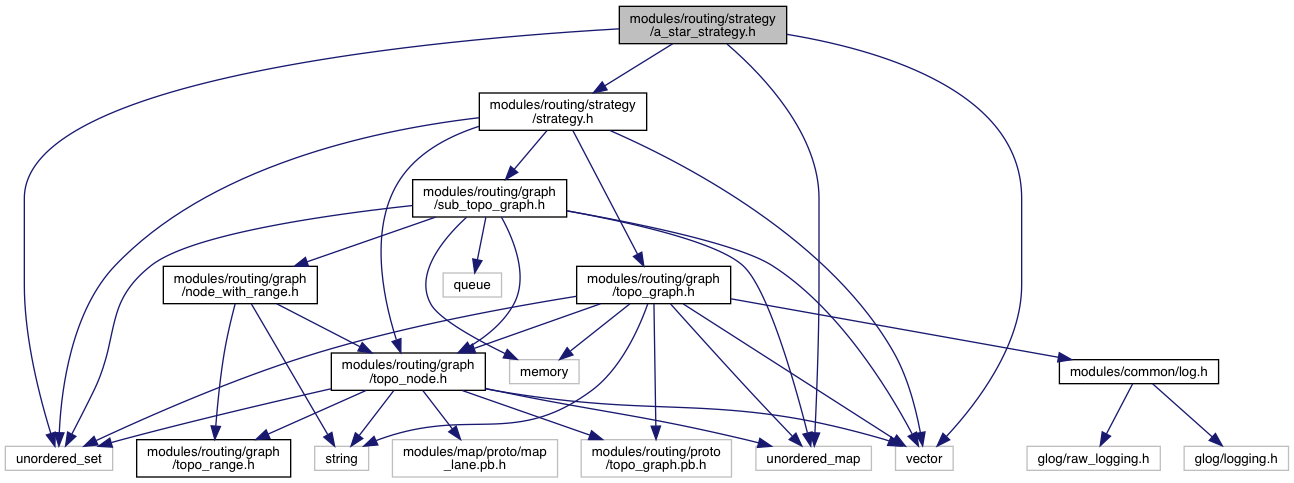 modules/routing/strategy
/a_star_strategy.h
modules/routing/strategy
/strategy.h
modules/routing/graph
/sub_topo_graph.h
modules/routing/graph
/node_with_range.h
queue
modules/routing/graph
/topo_graph.h
modules/routing/graph
/topo_node.h
memory
modules/common/log.h
unordered_set
modules/routing/graph
/topo_range.h
string
modules/map/proto/map
_lane.pb.h
modules/routing/proto
/topo_graph.pb.h
unordered_map
vector
glog/raw_logging.h
glog/logging.h